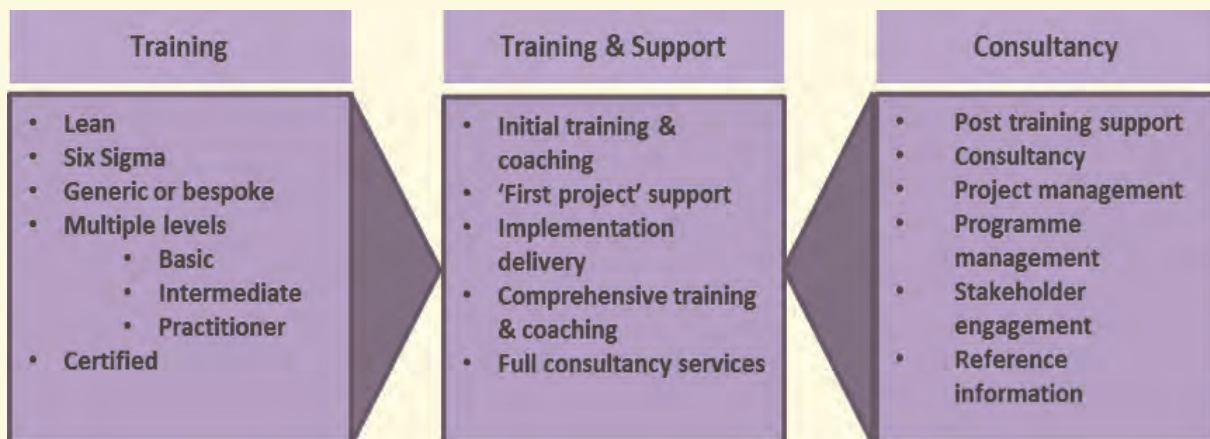 Training
• Lean
• Six Sigma
• Generic or bespoke
• Multiple levels
• Basic
• Intermediate
• Practitioner
• Certified
Training & Support
• Initial training &
coaching
• 'First project' support
• Implementation
delivery
• Comprehensive training
& coaching
• Full consultancy services
Consultancy
• Post training support
• Consultancy
• Project management
• Programme
management
• Stakeholder
engagement
• Reference
information